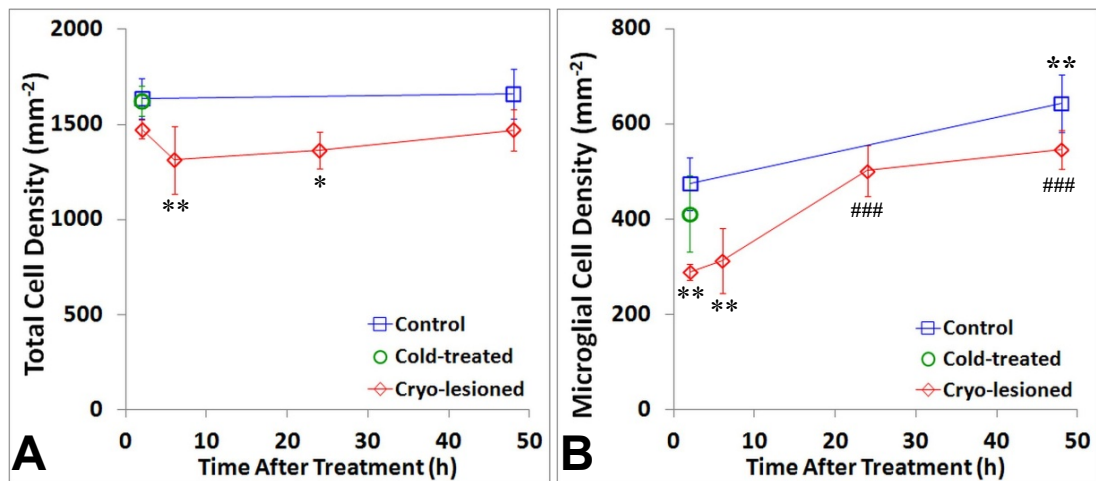 2000
1500
1000
500
0
Total Cell Density (mm-2)
**
*
Control
Cold-treated
Cryo-lesioned
0 10 20 30 40 50
Time After Treatment (h)
A
800
600
400
200
0
Microglial Cell Density (mm-2)
**
###
###
**
**
Control
Cold-treated
Cryo-lesioned
0 10 20 30 40 50
Time After Treatment (h)
B